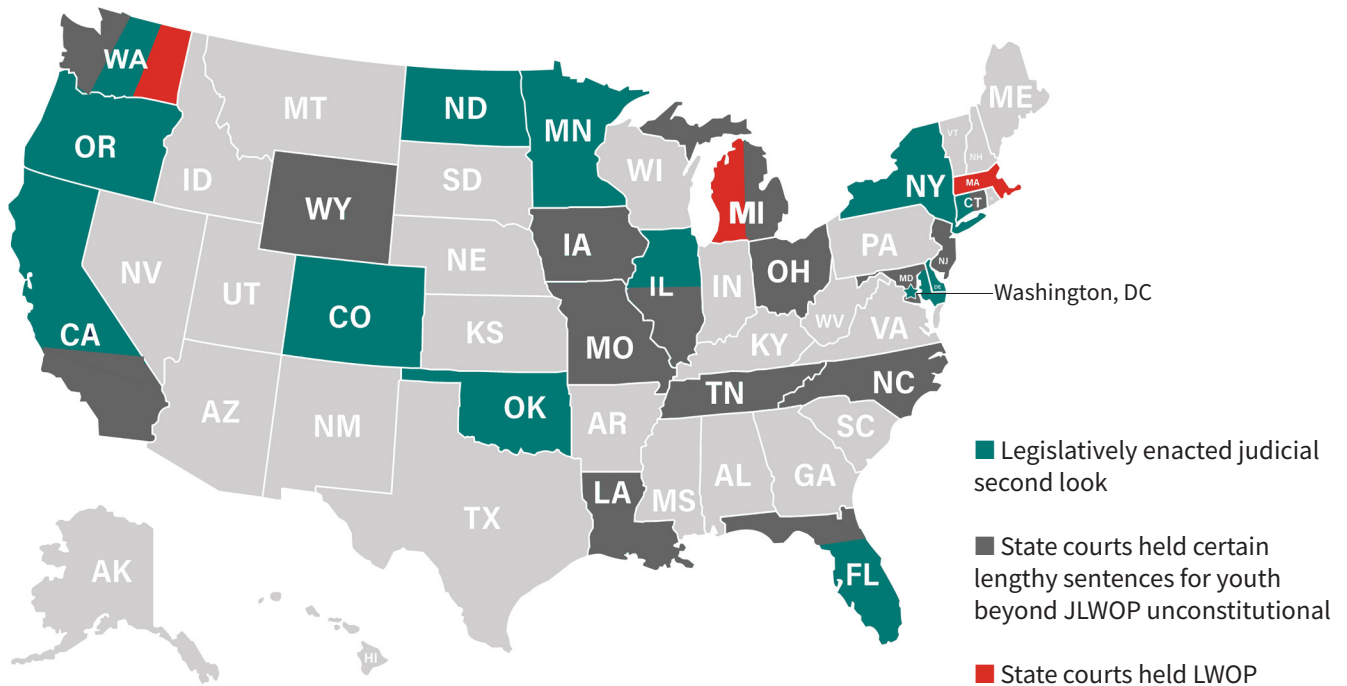 WA
MT
ND
MN
ME
OR
ID
SD
WI
VT
NH
NY
MA
CT
WY
MI
IA
NE
PA
NJ
NV
UT
CO
IL
IN
OH
MD
DE
Washington, DC
CA
KS
MO
WV
VA
KY
AZ
NM
OK
AR
TN
NC
SC
TX
LA
MS
AL
GA
FL
AK
HI
Legislatively enacted judicial
second look
State courts held certain
lengthy sentences for youth
beyond JLWOP unconstitutional
State courts held LWOP